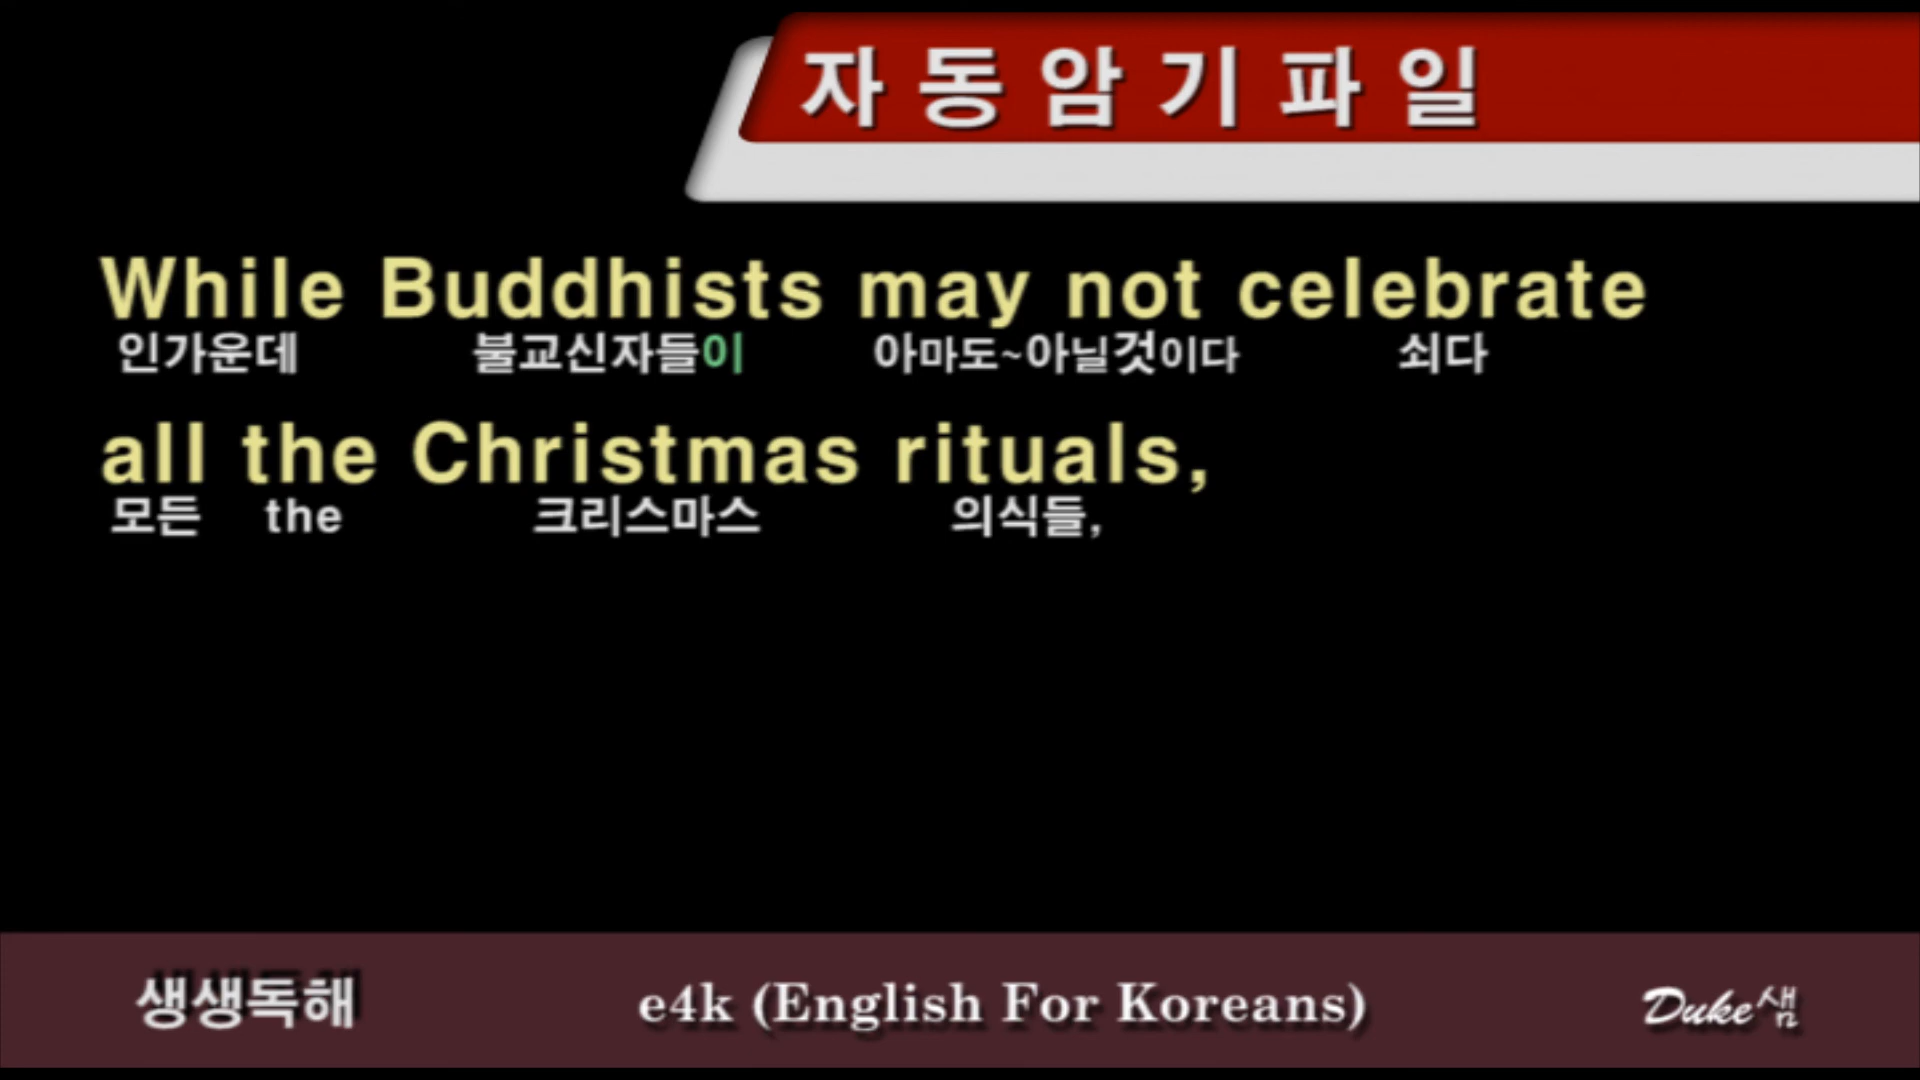 자동암기파일
While Buddhists may not celebrate
인가운데 불교신자들이 아마도~아닐것이다 쇠다
all the Christmas rituals,
모든 the 크리스마스 의식들,
생생독해 e4k (English For Koreans) Duke샘